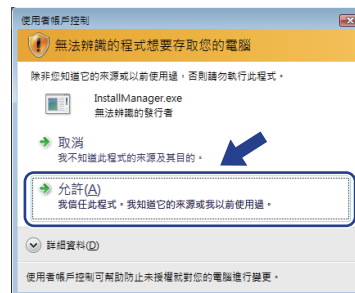 使用者帳戶控制
無法辨識的程式想要存取您的電腦
除非您知道它的來源或以前使用過，否則請勿執行此程式。
InstallManager.exe
無法辨識的發行者
取消
我不知道此程式的來源及其目的。
允許(A)
我信任此程式。我知道它的來源或我以前使用過。
詳細資料(D)
使用者帳戶控制可幫助防止未授權就對您的電腦進行變更。